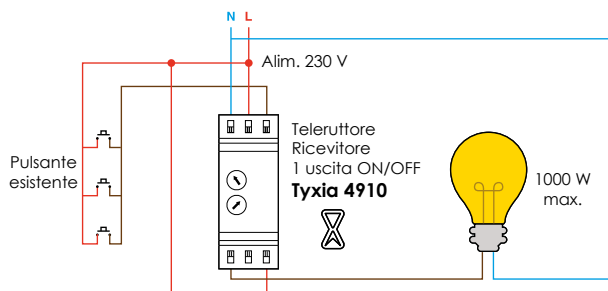 N L
Alim. 230 V
Pulsante
esistente
Teleruttore
Ricevitore
1 uscita ON/OFF
Tyxia 4910
1000 W
max.
L